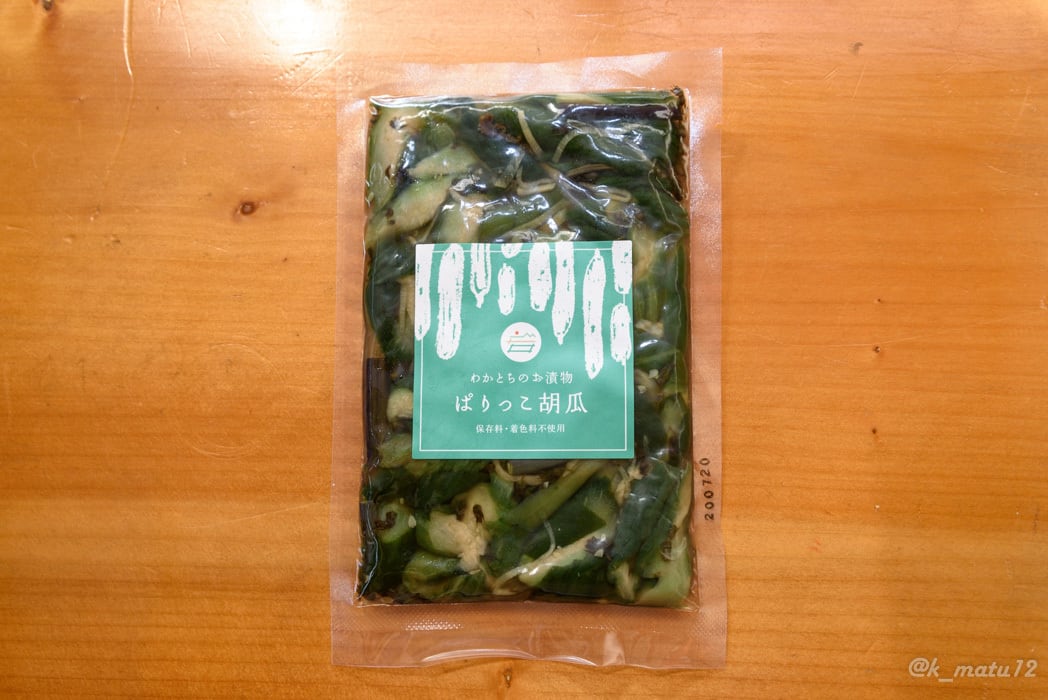 岩
わかとちのお漬物
ぱりっこ胡瓜
保存料・着色料不使用
200720
@k_matu12